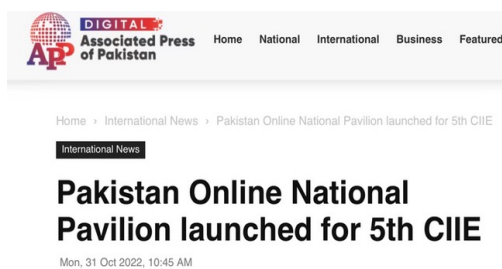 DIGITAL
APP
Associated Press
of Pakistan
Home National International Business Featured
Home › International News › Pakistan Online National Pavilion launched for 5th CIIE
International News
Pakistan Online National
Pavilion launched for 5th CIIE
Mon, 31 Oct 2022, 10:45 AM